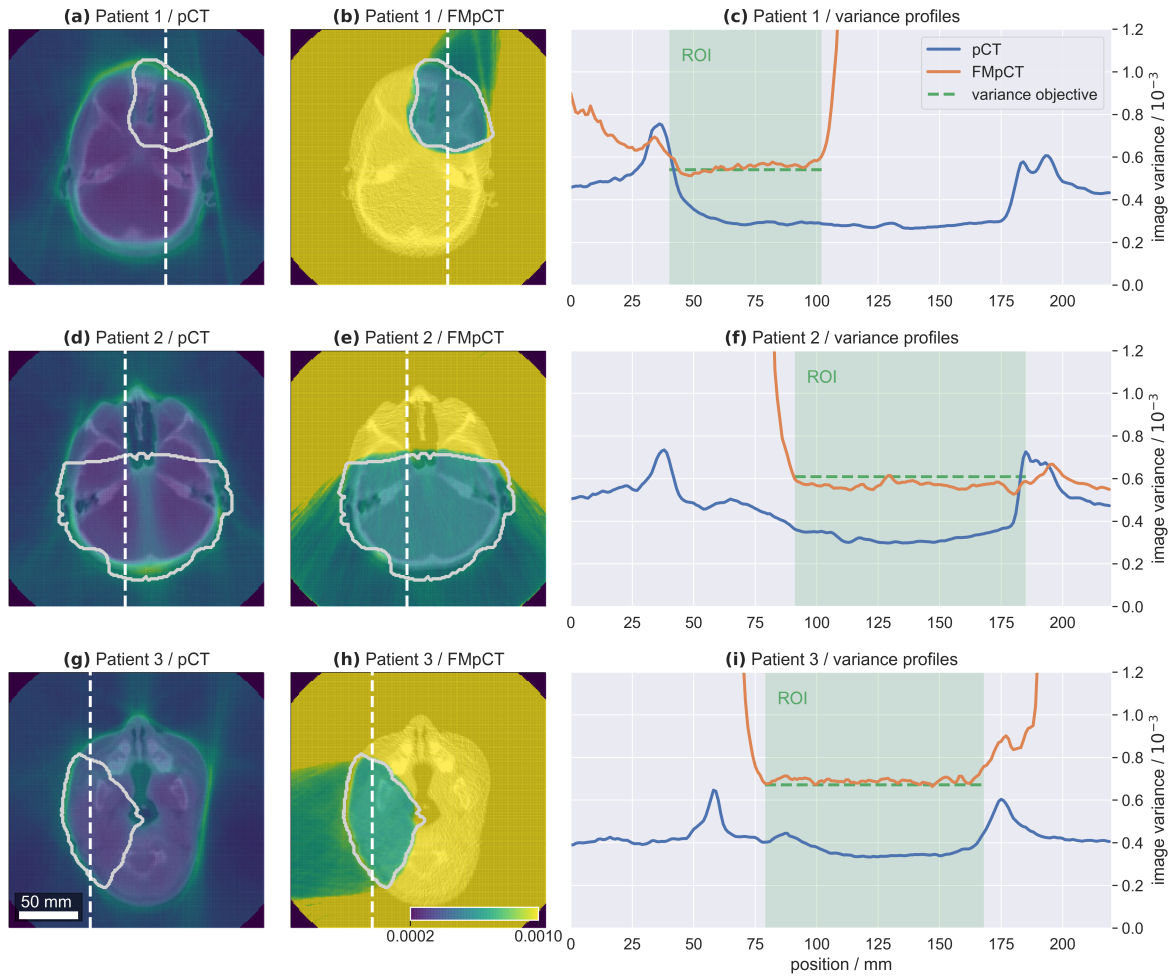 (a) Patient 1 / pCT
(b) Patient 1 / FMpCT
(c) Patient 1 / variance profiles
ROI
pCT
FMpCT
variance objective
1.2
1.0
0.8
0.6
0.4
0.2
0.0
image variance / 10⁻³
0 25 50 75 100 125 150 175 200
(d) Patient 2 / pCT
(e) Patient 2 / FMpCT
(f) Patient 2 / variance profiles
ROI
1.2
1.0
0.8
0.6
0.4
0.2
0.0
image variance / 10⁻³
0 25 50 75 100 125 150 175 200
(g) Patient 3 / pCT
(h) Patient 3 / FMpCT
(i) Patient 3 / variance profiles
50 mm
0.0002 0.0010
ROI
1.2
1.0
0.8
0.6
0.4
0.2
0.0
image variance / 10⁻³
0 25 50 75 100 125 150 175 200
position / mm